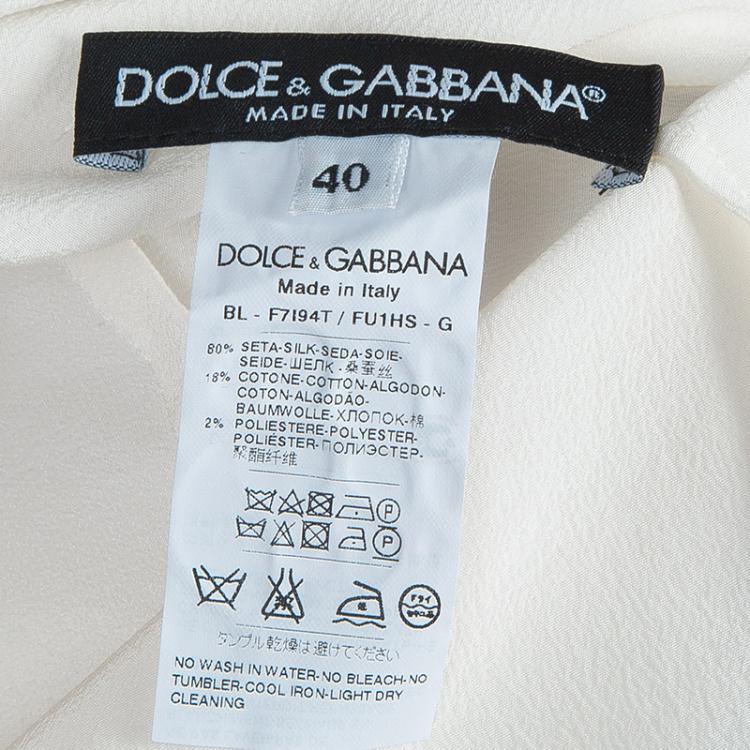 DOLCE & GABBANA®
MADE IN ITALY
40
DOLCE & GABBANA
Made in Italy
BL - F7I94T / FU1HS - G
80% SETA-SILK-SEDA-SOIE-
SEIDE-ШЕЛК-桑蚕丝
18% COTONE-COTTON-ALGODON-
COTON-ALGODÃO-
BAUMWOLLE-ХЛОПОК-棉
2% POLIESTERE-POLYESTER-
POLIÉSTER-ПОЛИЭСТЕР-
聚酯纤维
P
P
ドライ
タンブル乾燥は避けてください
NO WASH IN WATER-NO BLEACH-NO
TUMBLER-COOL IRON-LIGHT DRY
CLEANING